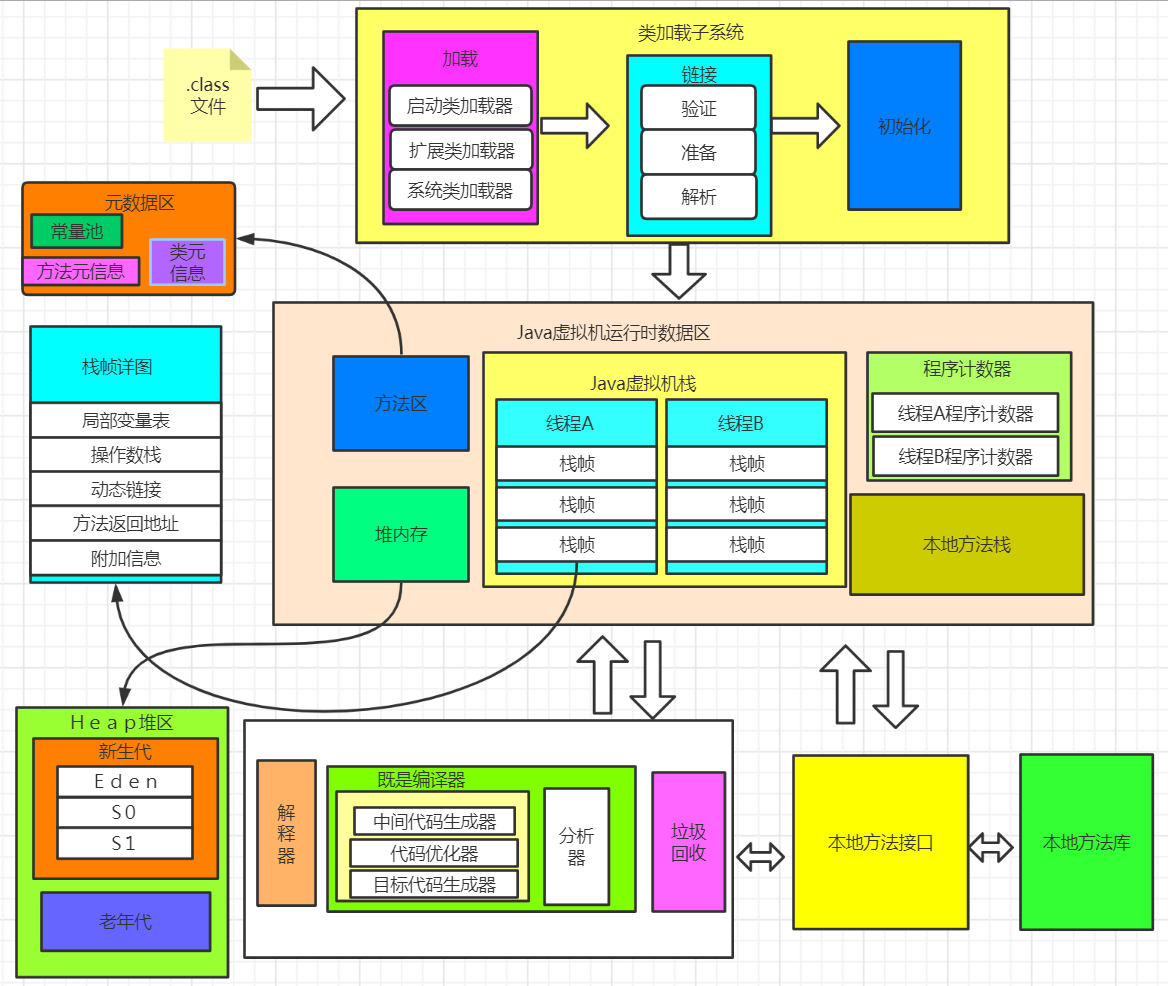 类加载子系统
.class
文件
加载
启动类加载器
扩展类加载器
系统类加载器
链接
验证
准备
解析
初始化
元数据区
常量池
方法元信息
类元
信息
栈帧详图
局部变量表
操作数栈
动态链接
方法返回地址
附加信息
Java虚拟机运行时数据区
方法区
堆内存
Java虚拟机栈
线程A
栈帧
栈帧
栈帧
线程B
栈帧
栈帧
栈帧
程序计数器
线程A程序计数器
线程B程序计数器
本地方法栈
Heap堆区
新生代
Eden
S0
S1
老年代
解
释
器
既是编译器
中间代码生成器
代码优化器
目标代码生成器
分析
器
垃圾
回收
本地方法接口
本地方法库